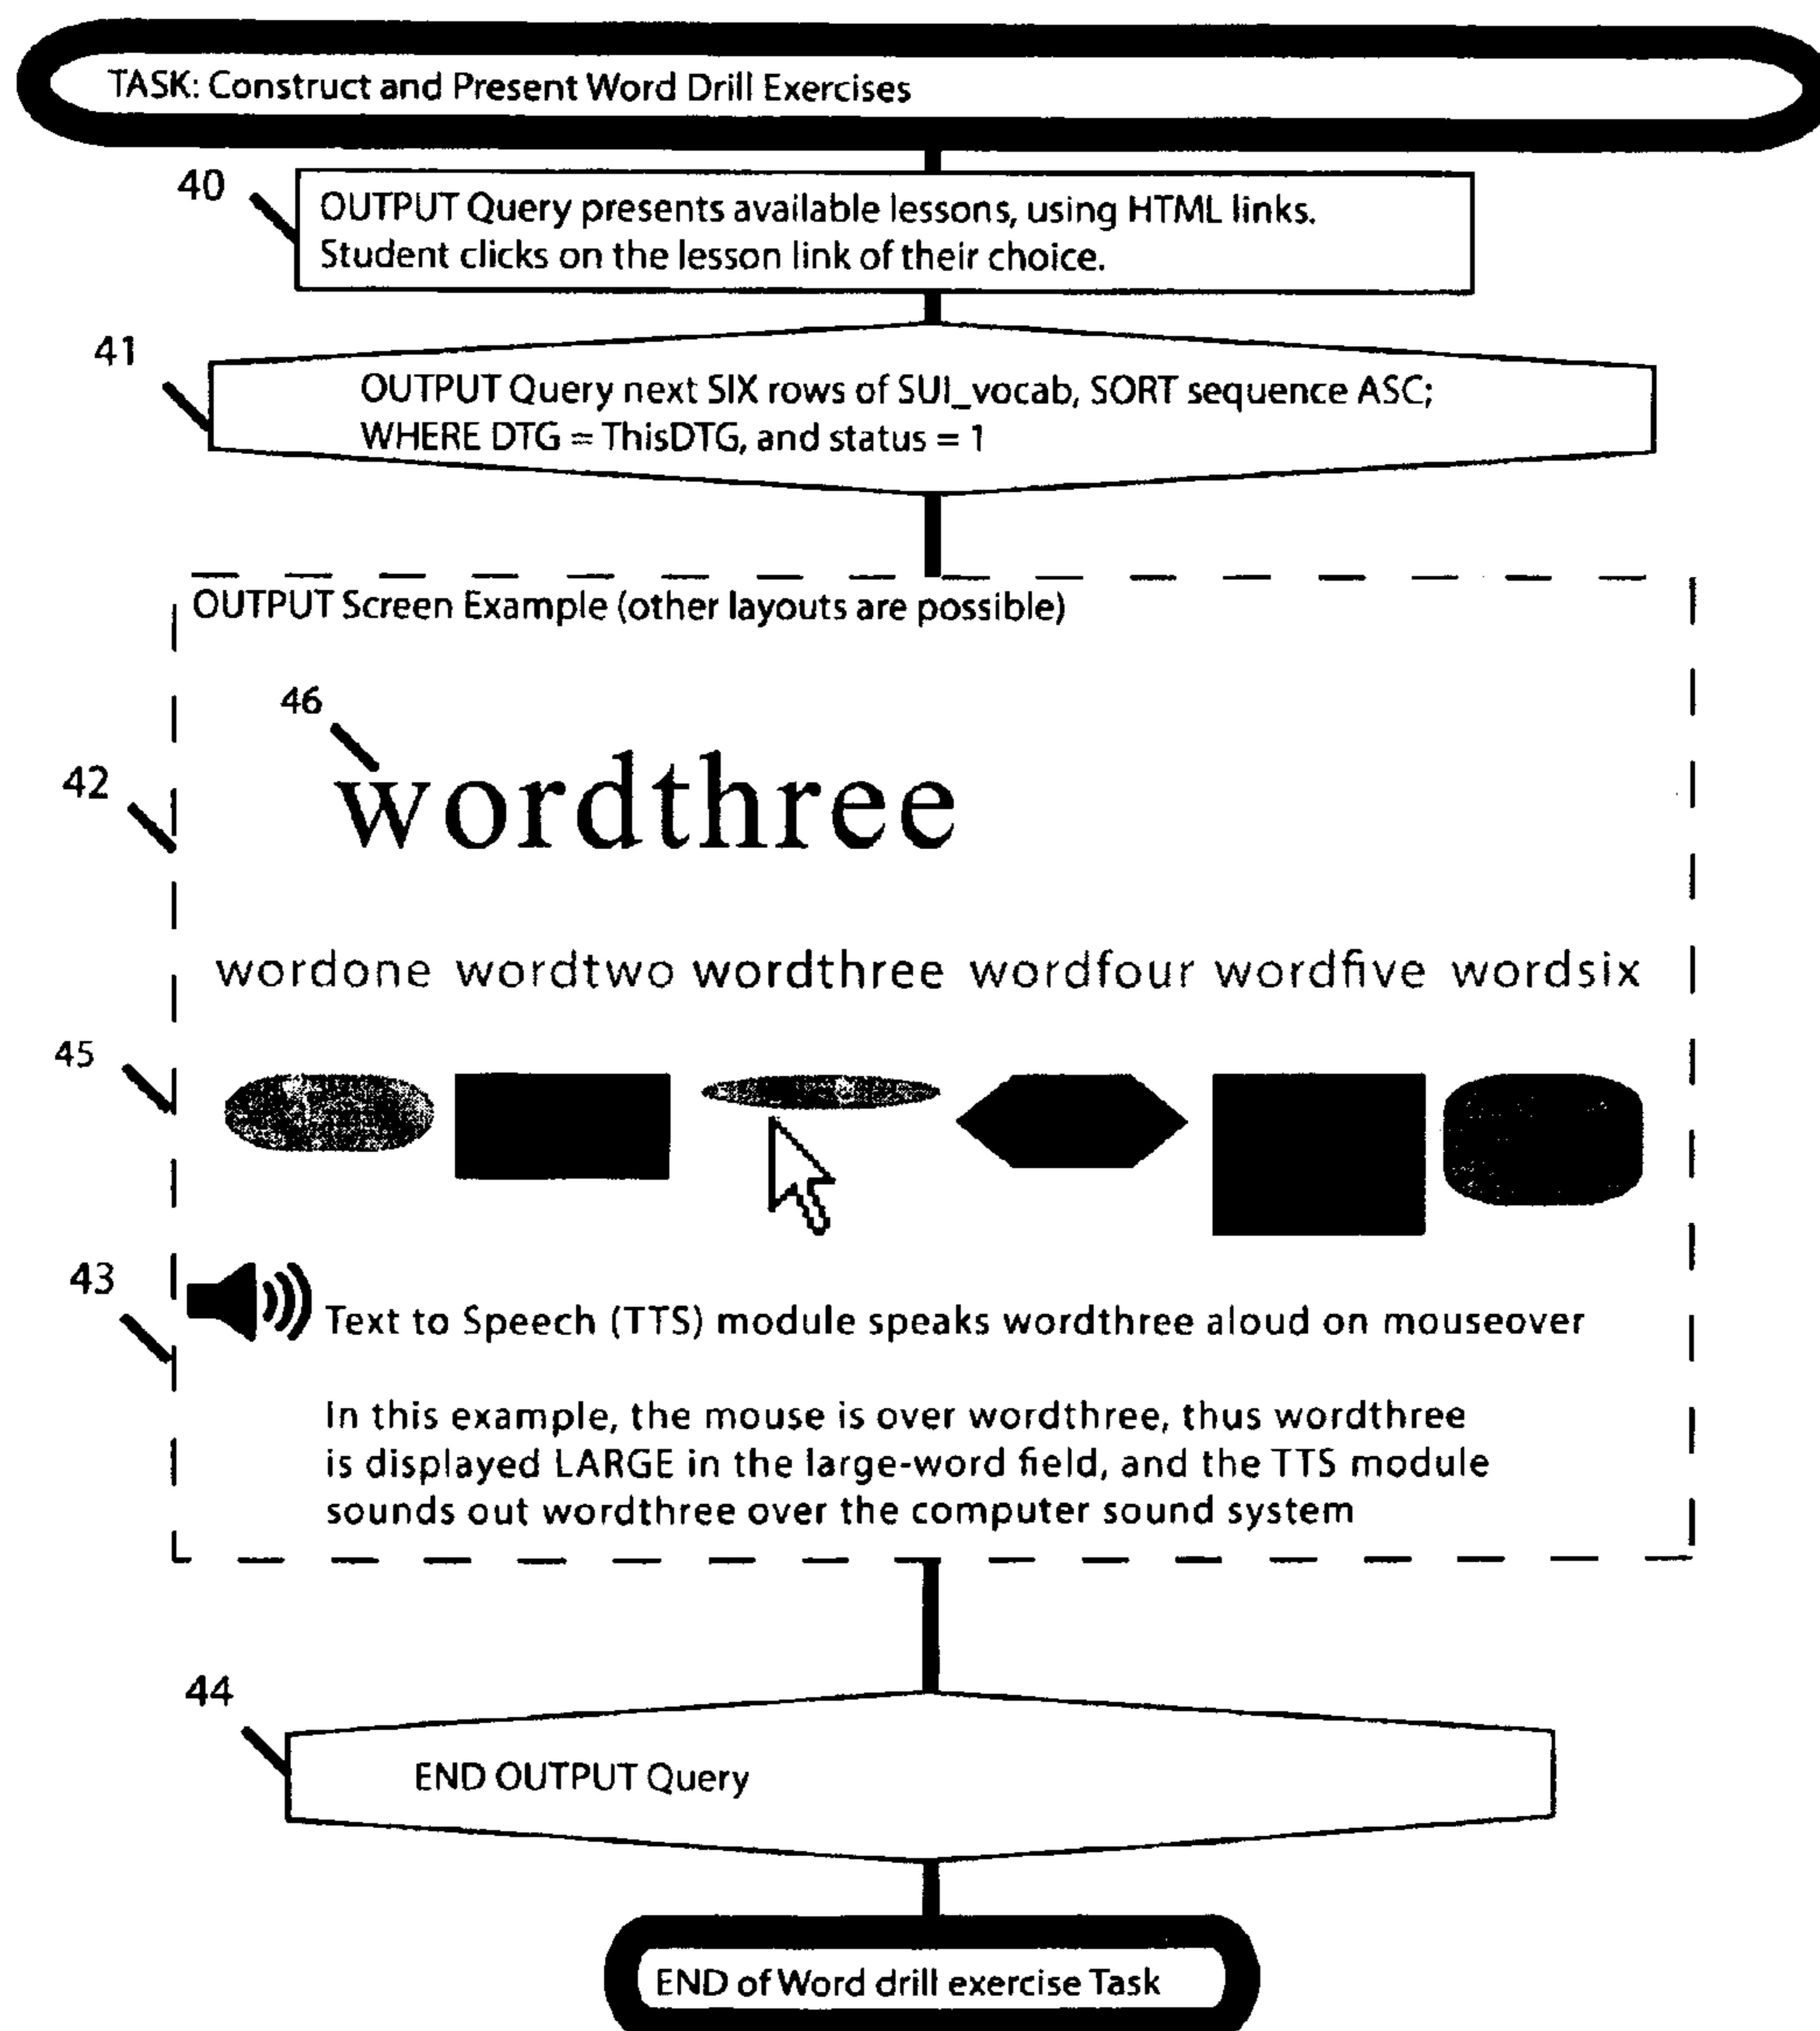 TASK: Construct and Present Word Drill Exercises
40
OUTPUT Query presents available lessons, using HTML links.
Student clicks on the lesson link of their choice.
41
OUTPUT Query next SIX rows of SUI_vocab, SORT sequence ASC;
WHERE DTG = ThisDTG, and status = 1
OUTPUT Screen Example (other layouts are possible)
46
42
wordthree
wordone wordtwo wordthree wordfour wordfive wordsix
45
43
Text to Speech (TTS) module speaks wordthree aloud on mouseover
In this example, the mouse is over wordthree, thus wordthree
is displayed LARGE in the large-word field, and the TTS module
sounds out wordthree over the computer sound system
44
END OUTPUT Query
END of Word drill exercise Task